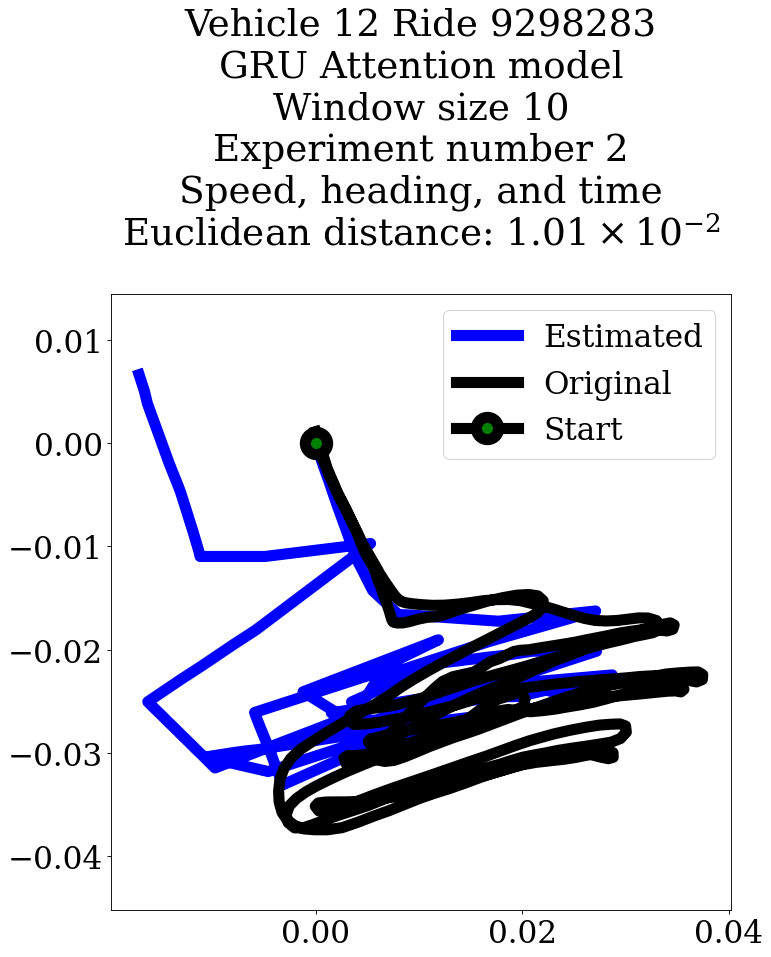 Vehicle 12 Ride 9298283
GRU Attention model
Window size 10
Experiment number 2
Speed, heading, and time
Euclidean distance: 1.01 × 10⁻²
Estimated
Original
Start
0.01
0.00
−0.01
−0.02
−0.03
−0.04
0.00 0.02 0.04